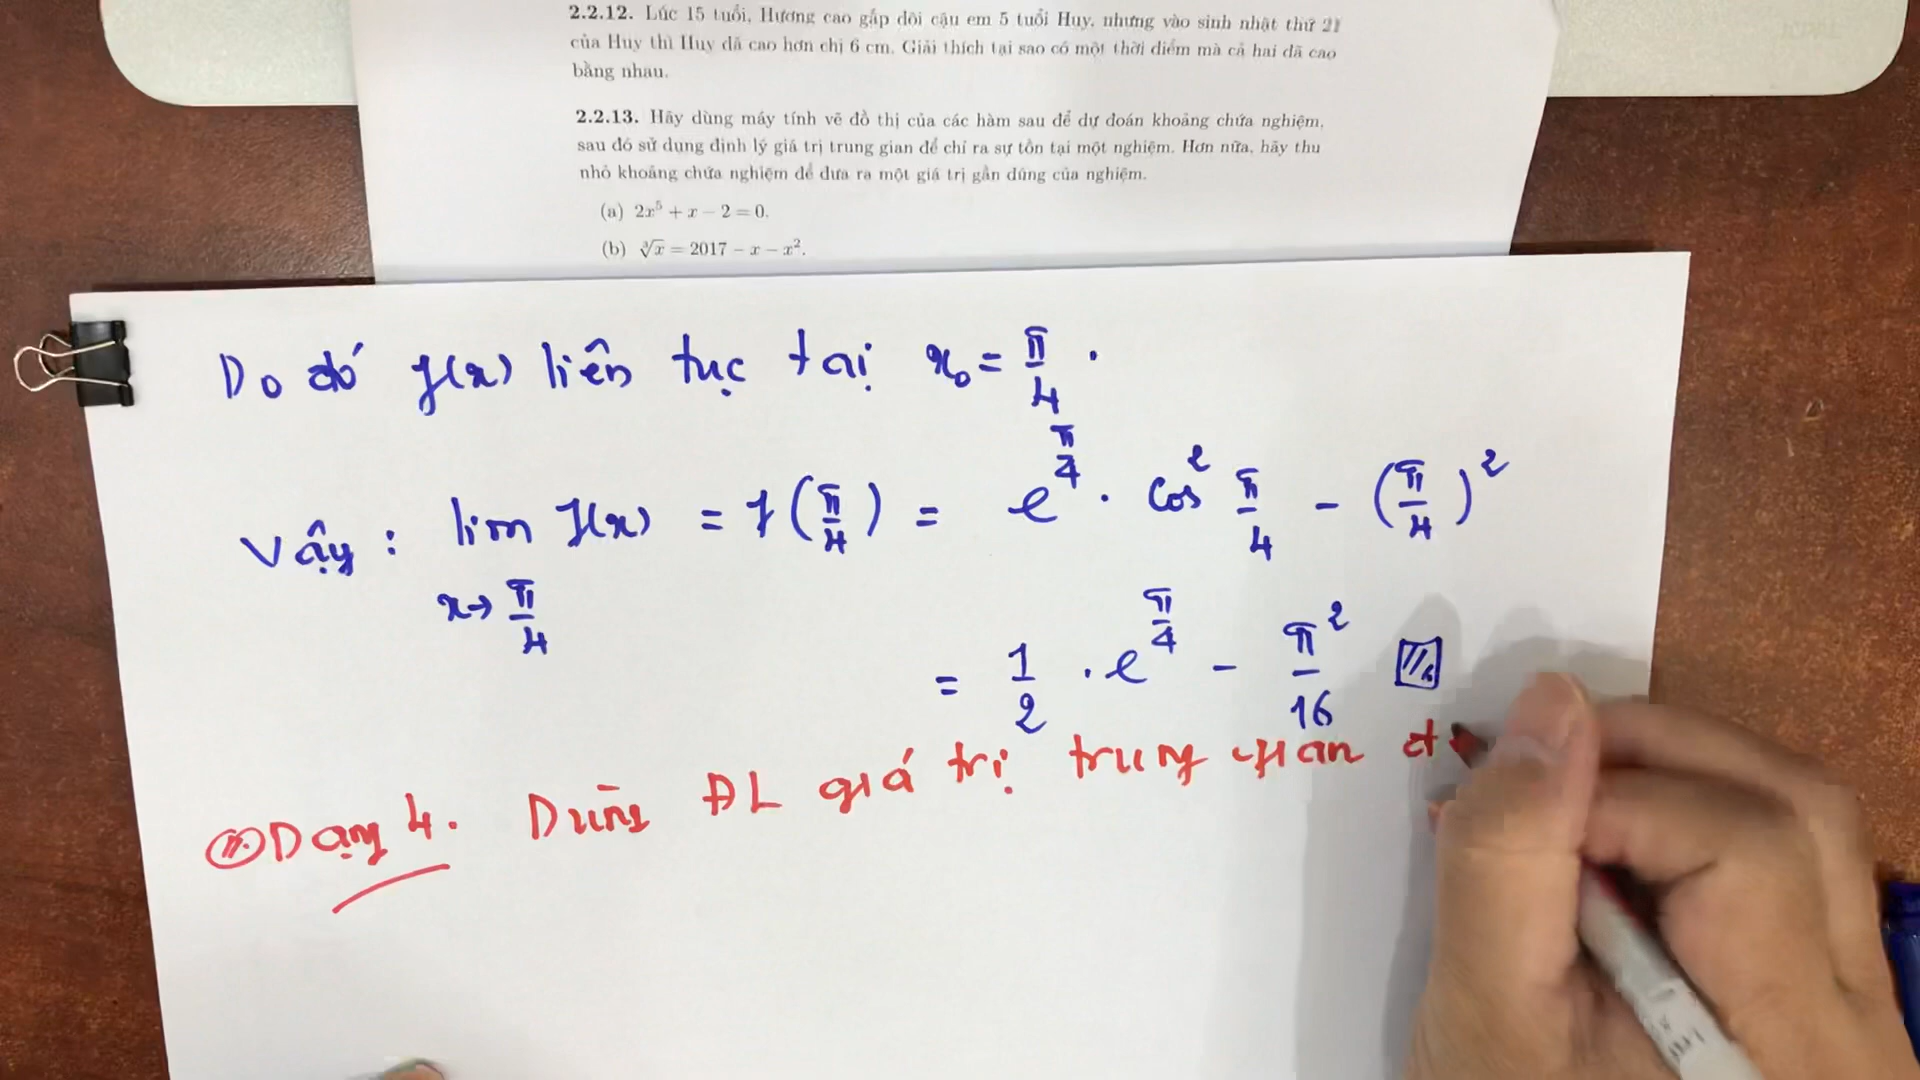 2.2.12. Lúc 15 tuổi, Hương cao gấp đôi cậu em 5 tuổi Huy, nhưng vào sinh nhật thứ 21
của Huy thì Huy đã cao hơn chị 6 cm. Giải thích tại sao có một thời điểm mà cả hai đã cao
bằng nhau.
2.2.13. Hãy dùng máy tính vẽ đồ thị của các hàm sau để dự đoán khoảng chứa nghiệm,
sau đó sử dụng định lý giá trị trung gian để chỉ ra sự tồn tại một nghiệm. Hơn nữa, hãy thu
nhỏ khoảng chứa nghiệm để đưa ra một giá trị gần đúng của nghiệm.
(a) 2x⁵ + x − 2 = 0.
(b) ∛x = 2017 − x − x².
Do đó f(x) liên tục tại x₀ = π/4 .
Vậy : lim f(x) = f(π/4) = e^(π/4) . cos² π/4 − (π/4)²
x→ π/4
= 1/2 . e^(π/4) − π²/16
Dạng 4. Dùng ĐL giá trị trung gian